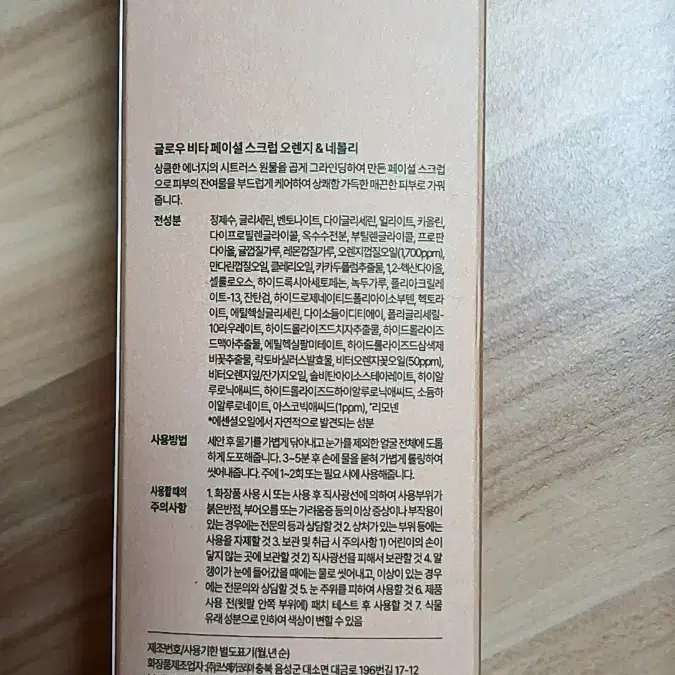 글로우 비타 페이셜 스크럽 오렌지 & 네롤리
상큼한 에너지의 시트러스 원물을 곱게 그라인딩하여 만든 페이셜 스크럽
으로 피부의 잔여물을 부드럽게 케어하여 상쾌함 가득한 매끈한 피부로 가꿔
줍니다.
전성분 정제수, 글리세린, 벤토나이트, 다이글리세린, 일라이트, 카올린,
다이프로필렌글라이콜, 옥수수전분, 부틸렌글라이콜, 프로판
다이올, 귤껍질가루, 레몬껍질가루, 오렌지껍질오일(1,700ppm),
만다린껍질오일, 클레리오일, 카카두플럼추출물, 1,2-헥산다이올,
셀룰로오스, 하이드록시아세토페논, 녹두가루, 폴리아크릴레
이트-13, 잔탄검, 하이드로제네이티드폴리아이소부텐, 헥토라
이트, 에틸헥실글리세린, 다이소듐이디티에이, 폴리글리세릴-
10라우레이트, 하이드롤라이즈드치자추출물, 하이드롤라이즈
드맥아추출물, 에틸헥실팔미테이트, 하이드롤라이즈드삼색제
비꽃추출물, 락토바실러스발효물, 비터오렌지꽃오일(50ppm),
비터오렌지잎/잔가지오일, 솔비탄아이소스테아레이트, 하이알
루로닉애씨드, 하이드롤라이즈드하이알루로닉애씨드, 소듐하
이알루로네이트, 아스코빅애씨드(1ppm), *리모넨
*에센셜오일에서 자연적으로 발견되는 성분
사용방법 세안 후 물기를 가볍게 닦아내고 눈가를 제외한 얼굴 전체에 도톰
하게 도포해줍니다. 3~5분 후 손에 물을 묻혀 가볍게 롤링하여
씻어내줍니다. 주에 1~2회 또는 필요 시에 사용해줍니다.
사용할 때의 1. 화장품 사용 시 또는 사용 후 직사광선에 의하여 사용부위가
주의사항 붉은반점, 부어오름 또는 가려움증 등의 이상 증상이나 부작용이
있는 경우에는 전문의 등과 상담할 것 2. 상처가 있는 부위 등에는
사용을 자제할 것 3. 보관 및 취급 시 주의사항 1) 어린이의 손이
닿지 않는 곳에 보관할 것 2) 직사광선을 피해서 보관할 것 4. 알
갱이가 눈에 들어갔을 때에는 물로 씻어내고, 이상이 있는 경우
에는 전문의와 상담할 것 5. 눈 주위를 피하여 사용할 것 6. 제품
사용 전(윗팔 안쪽 부위에) 패치 테스트 후 사용할 것 7. 식물
유래 성분으로 인하여 색상이 변할 수 있음
제조번호/사용기한 별도표기(월,년 순)
화장품제조업자 : (유)코스메카코리아 충북 음성군 대소면 대금로 196번길 17-12